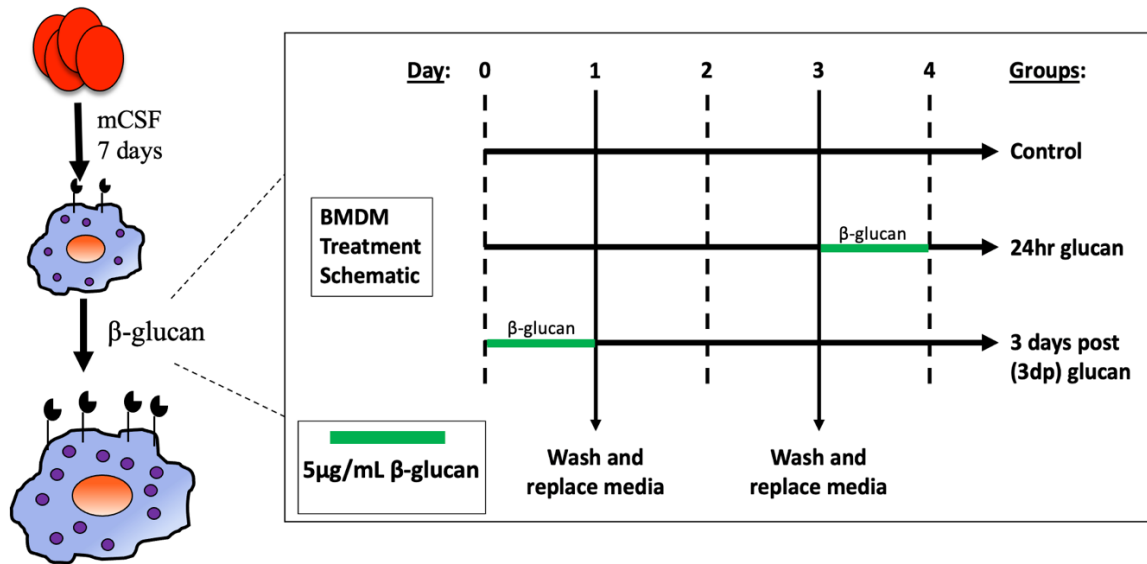 mCSF
7 days
β-glucan
Day: 0 1 2 3 4 Groups:
Control
BMDM
Treatment
Schematic
β-glucan
24hr glucan
β-glucan
3 days post
(3dp) glucan
5µg/mL β-glucan
Wash and
replace media
Wash and
replace media